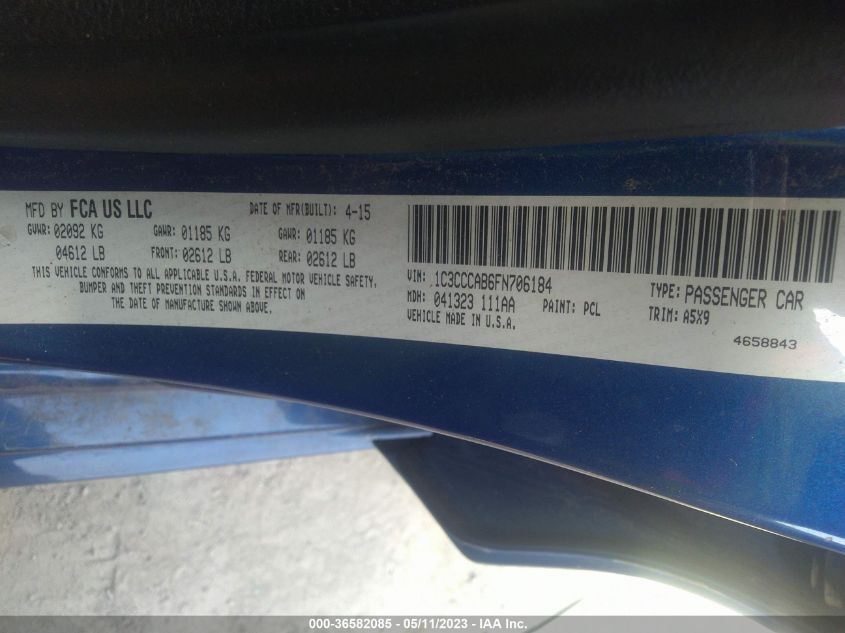 MFD BY FCA US LLC DATE OF MFR(BUILT): 4-15
GVWR: 02092 KG GAWR: 01185 KG GAWR: 01185 KG
04612 LB FRONT: 02612 LB REAR: 02612 LB
THIS VEHICLE CONFORMS TO ALL APPLICABLE U.S.A. FEDERAL MOTOR VEHICLE SAFETY,
BUMPER AND THEFT PREVENTION STANDARDS IN EFFECT ON
THE DATE OF MANUFACTURE SHOWN ABOVE.
VIN: 1C3CCCAB6FN706184 TYPE: PASSENGER CAR
MDH: 041323 111AA PAINT: PCL TRIM: A5X9
VEHICLE MADE IN U.S.A.
4658843
000-36582085 - 05/11/2023 - IAA Inc.